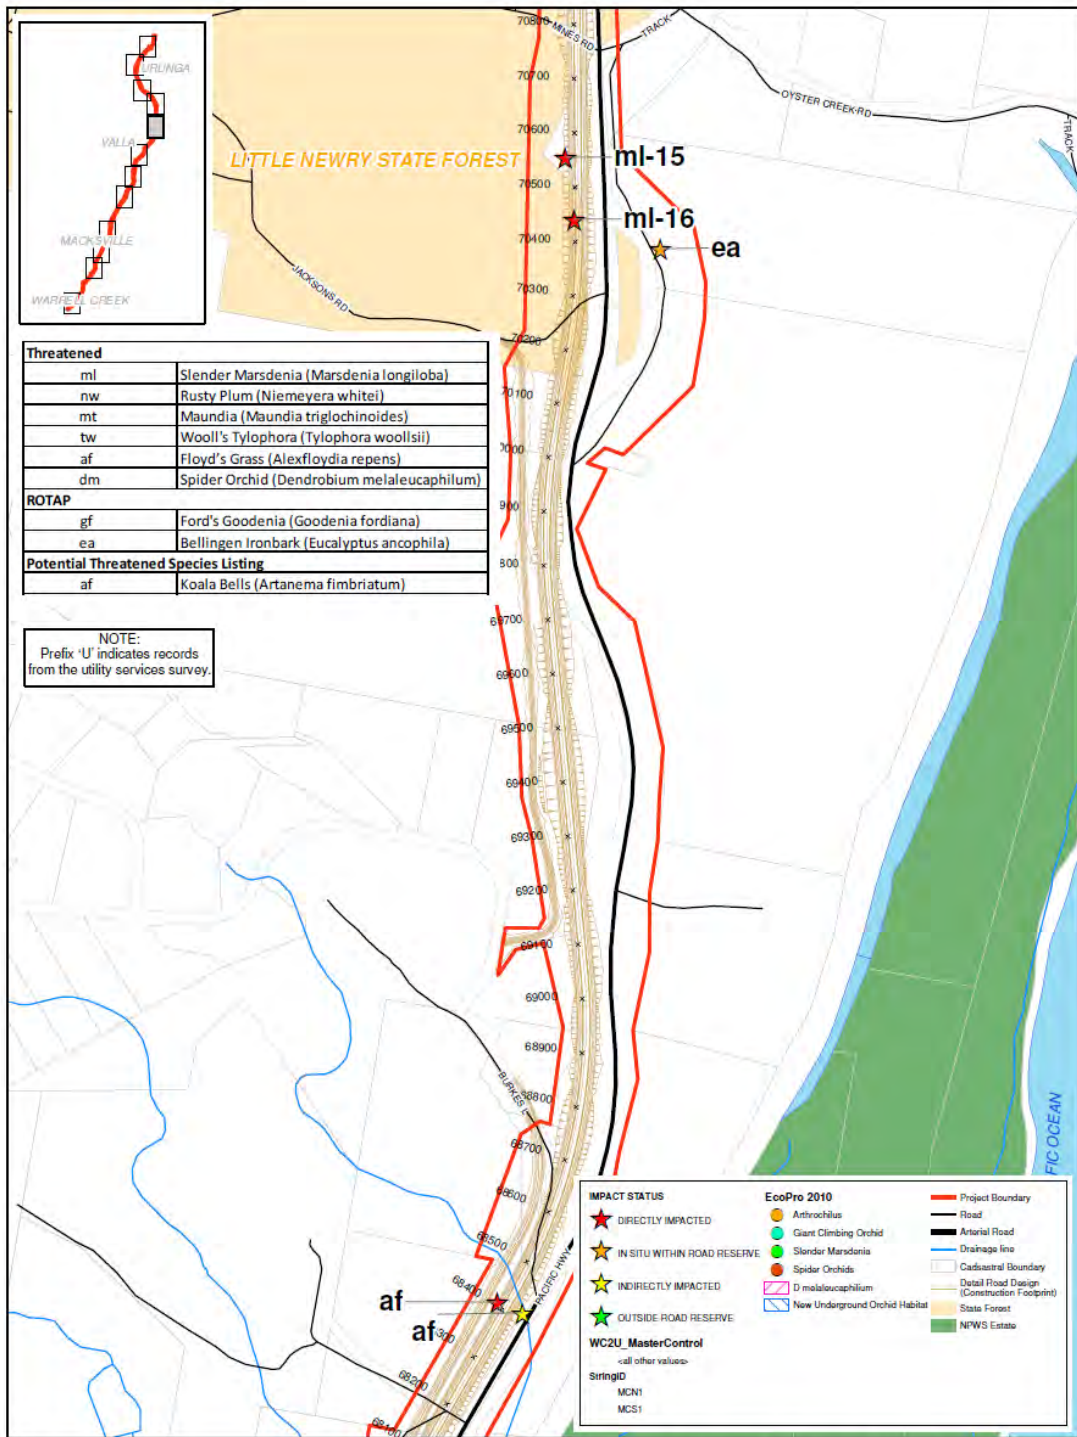 70800
MINES RD
TRACK
URUNGA
VALLA
MACKSVILLE
WARRELL CREEK
70700
OYSTER CREEK RD
TRACK
70600
LITTLE NEWRY STATE FOREST
ml-15
70500
ml-16
70400
ea
JACKSONS RD
70300
70200
Threatened
ml Slender Marsdenia (Marsdenia longiloba)
nw Rusty Plum (Niemeyera whitei)
mt Maundia (Maundia triglochinoides)
tw Wooll's Tylophora (Tylophora woollsii)
af Floyd's Grass (Alexfloydia repens)
dm Spider Orchid (Dendrobium melaleucaphilum)
ROTAP
gf Ford's Goodenia (Goodenia fordiana)
ea Bellingen Ironbark (Eucalyptus ancophila)
Potential Threatened Species Listing
af Koala Bells (Artanema fimbriatum)
70100
0000
900
800
69700
NOTE:
Prefix 'U' indicates records
from the utility services survey.
69600
69500
69400
69300
69200
69100
69000
68900
68800
BURKES L
68700
68600
68500
68400
af
af
300
68200
68100
PACIFIC HWY
FIC OCEAN
IMPACT STATUS
DIRECTLY IMPACTED
IN SITU WITHIN ROAD RESERVE
INDIRECTLY IMPACTED
OUTSIDE ROAD RESERVE
WC2U_MasterControl
<all other values>
StringID
MCN1
MCS1
EcoPro 2010
Arthrochilus
Giant Climbing Orchid
Slender Marsdenia
Spider Orchids
D melaleucaphilium
New Underground Orchid Habitat
Project Boundary
Road
Arterial Road
Drainage line
Cadsastral Boundary
Detail Road Design
(Construction Footprint)
State Forest
NPWS Estate